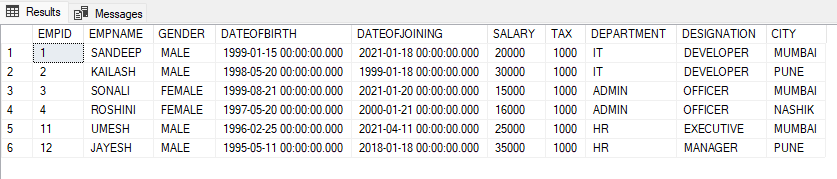 Results Messages
EMPID EMPNAME GENDER DATEOFBIRTH DATEOFJOINING SALARY TAX DEPARTMENT DESIGNATION CITY
1 1 SANDEEP MALE 1999-01-15 00:00:00.000 2021-01-18 00:00:00.000 20000 1000 IT DEVELOPER MUMBAI
2 2 KAILASH MALE 1998-05-20 00:00:00.000 1999-01-18 00:00:00.000 30000 1000 IT DEVELOPER PUNE
3 3 SONALI FEMALE 1999-08-21 00:00:00.000 2021-01-20 00:00:00.000 15000 1000 ADMIN OFFICER MUMBAI
4 4 ROSHINI FEMALE 1997-05-20 00:00:00.000 2000-01-21 00:00:00.000 16000 1000 ADMIN OFFICER NASHIK
5 11 UMESH MALE 1996-02-25 00:00:00.000 2021-04-11 00:00:00.000 25000 1000 HR EXECUTIVE MUMBAI
6 12 JAYESH MALE 1995-05-11 00:00:00.000 2018-01-18 00:00:00.000 35000 1000 HR MANAGER PUNE